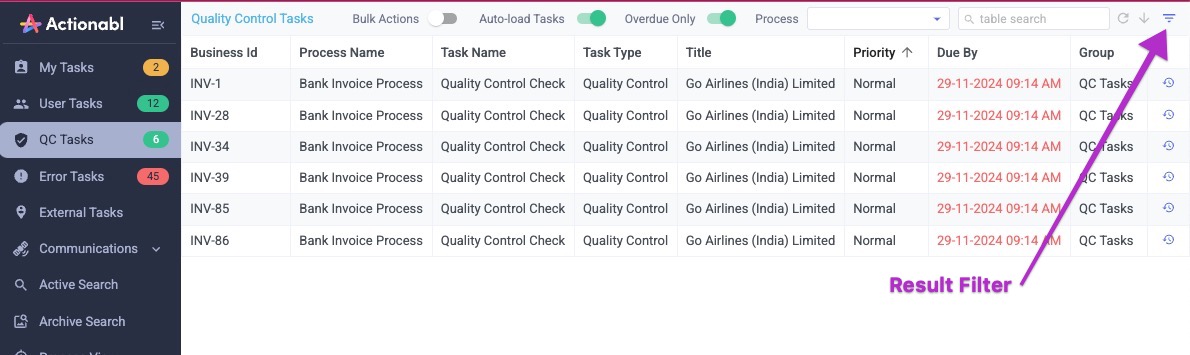 Actionabl
Quality Control Tasks Bulk Actions Auto-load Tasks Overdue Only Process table search
My Tasks 2
User Tasks 12
QC Tasks 6
Error Tasks 45
External Tasks
Communications
Active Search
Archive Search
Business Id Process Name Task Name Task Type Title Priority Due By Group
INV-1 Bank Invoice Process Quality Control Check Quality Control Go Airlines (India) Limited Normal 29-11-2024 09:14 AM QC Tasks
INV-28 Bank Invoice Process Quality Control Check Quality Control Go Airlines (India) Limited Normal 29-11-2024 09:14 AM QC Tasks
INV-34 Bank Invoice Process Quality Control Check Quality Control Go Airlines (India) Limited Normal 29-11-2024 09:14 AM QC Tasks
INV-39 Bank Invoice Process Quality Control Check Quality Control Go Airlines (India) Limited Normal 29-11-2024 09:14 AM QC Tasks
INV-85 Bank Invoice Process Quality Control Check Quality Control Go Airlines (India) Limited Normal 29-11-2024 09:14 AM QC Tasks
INV-86 Bank Invoice Process Quality Control Check Quality Control Go Airlines (India) Limited Normal 29-11-2024 09:14 AM QC Tasks
Result Filter